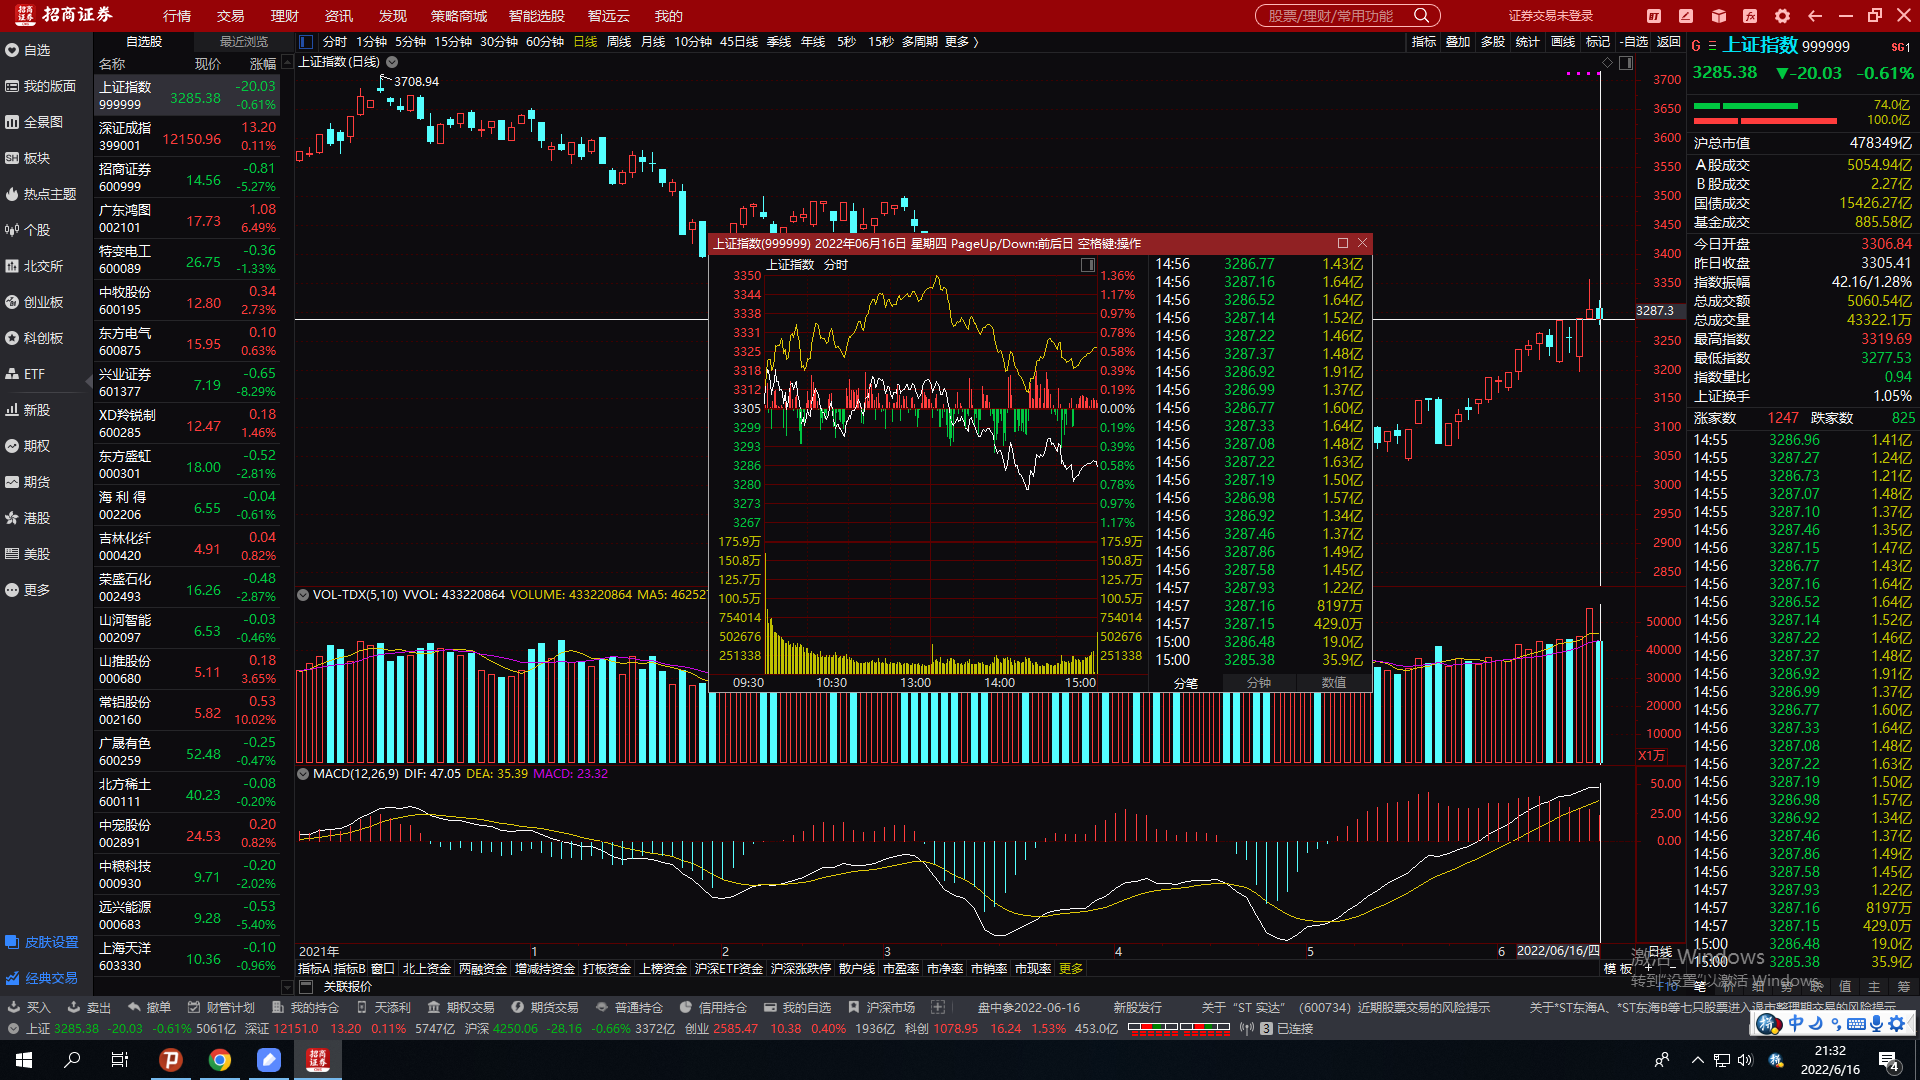 招商证券 行情 交易 理财 资讯 发现 策略商城 智能选股 智远云 我的 股票/理财/常用功能 证券交易未登录
自选股 最近浏览
分时 1分钟 5分钟 15分钟 30分钟 60分钟 日线 周线 月线 10分钟 45日线 季线 年线 5秒 15秒 多周期 更多 指标 叠加 多股 统计 画线 标记 -自选 返回
自选
我的版面
全景图
板块
热点主题
个股
北交所
创业板
科创板
ETF
新股
期权
期货
港股
美股
更多
皮肤设置
经典交易
名称 现价 涨幅
上证指数 3285.38 -20.03
999999 -0.61%
深证成指 12150.96 13.20
399001 0.11%
招商证券 14.56 -0.81
600999 -5.27%
广东鸿图 17.73 1.08
002101 6.49%
特变电工 26.75 -0.36
600089 -1.33%
中牧股份 12.80 0.34
600195 2.73%
东方电气 15.95 0.10
600875 0.63%
兴业证券 7.19 -0.65
601377 -8.29%
XD羚锐制 12.47 0.18
600285 1.46%
东方盛虹 18.00 -0.52
000301 -2.81%
海利得 6.55 -0.04
002206 -0.61%
吉林化纤 4.91 0.04
000420 0.82%
荣盛石化 16.26 -0.48
002493 -2.87%
山河智能 6.53 -0.03
002097 -0.46%
山推股份 5.11 0.18
000680 3.65%
常铝股份 5.82 0.53
002160 10.02%
广晟有色 52.48 -0.25
600259 -0.47%
北方稀土 40.23 -0.08
600111 -0.20%
中宠股份 24.53 0.20
002891 0.82%
中粮科技 9.71 -0.20
000930 -2.02%
远兴能源 9.28 -0.53
000683 -5.40%
上海天洋 10.36 -0.10
603330 -0.96%
上证指数(日线)
3708.94
3700
3650
3600
3550
3500
3450
3400
3350
3287.3
3250
3200
3150
3100
3050
3000
2950
2900
2850
上证指数(999999) 2022年06月16日 星期四 PageUp/Down:前后日 空格键:操作
上证指数 分时
3350 1.36%
3344 1.17%
3338 0.97%
3331 0.78%
3325 0.58%
3318 0.39%
3312 0.19%
3305 0.00%
3299 0.19%
3293 0.39%
3286 0.58%
3280 0.78%
3273 0.97%
3267 1.17%
175.9万 175.9万
150.8万 150.8万
125.7万 125.7万
100.5万 100.5万
754014 754014
502676 502676
251338 251338
09:30 10:30 13:00 14:00 15:00
14:56 3286.77 1.43亿
14:56 3287.16 1.64亿
14:56 3286.52 1.64亿
14:56 3287.14 1.52亿
14:56 3287.22 1.46亿
14:56 3287.37 1.48亿
14:56 3286.92 1.91亿
14:56 3286.99 1.37亿
14:56 3286.77 1.60亿
14:56 3287.33 1.64亿
14:56 3287.08 1.48亿
14:56 3287.22 1.63亿
14:56 3287.19 1.50亿
14:56 3286.98 1.57亿
14:56 3286.92 1.34亿
14:56 3287.46 1.37亿
14:56 3287.86 1.49亿
14:56 3287.58 1.45亿
14:57 3287.93 1.22亿
14:57 3287.16 8197万
14:57 3287.15 429.0万
15:00 3286.48 19.0亿
15:00 3285.38 35.9亿
分笔 分钟 数值
VOL-TDX(5,10) VVOL: 433220864 VOLUME: 433220864 MA5: 46252
50000
40000
30000
20000
10000
X1万
MACD(12,26,9) DIF: 47.05 DEA: 35.39 MACD: 23.32
50.00
25.00
0.00
2021年 1 2 3 4 5 6 2022/06/16/四 日线
指标A 指标B 窗口 北上资金 两融资金 增减持资金 打板资金 上榜资金 沪深ETF资金 沪深涨跌停 散户线 市盈率 市净率 市销率 市现率 更多 模板 + −
关联报价
G 上证指数 999999 SG1
3285.38 ▼-20.03 -0.61%
74.0亿
100.0亿
沪总市值 478349亿
A股成交 5054.94亿
B股成交 2.27亿
国债成交 15426.27亿
基金成交 885.58亿
今日开盘 3306.84
昨日收盘 3305.41
指数振幅 42.16/1.28%
总成交额 5060.54亿
总成交量 43322.1万
最高指数 3319.69
最低指数 3277.53
指数量比 0.94
上证换手 1.05%
涨家数 1247 跌家数 825
14:55 3286.96 1.41亿
14:55 3287.27 1.24亿
14:55 3286.73 1.21亿
14:55 3287.07 1.48亿
14:55 3287.10 1.37亿
14:56 3287.46 1.35亿
14:56 3287.15 1.47亿
14:56 3286.77 1.43亿
14:56 3287.16 1.64亿
14:56 3286.52 1.64亿
14:56 3287.14 1.52亿
14:56 3287.22 1.46亿
14:56 3287.37 1.48亿
14:56 3286.92 1.91亿
14:56 3286.99 1.37亿
14:56 3286.77 1.60亿
14:56 3287.33 1.64亿
14:56 3287.08 1.48亿
14:56 3287.22 1.63亿
14:56 3287.19 1.50亿
14:56 3286.98 1.57亿
14:56 3286.92 1.34亿
14:56 3287.46 1.37亿
14:56 3287.86 1.49亿
14:56 3287.58 1.45亿
14:57 3287.93 1.22亿
14:57 3287.16 8197万
14:57 3287.15 429.0万
15:00 3286.48 19.0亿
15:00 3285.38 35.9亿
激活 Windows
转到"设置"以激活 Windows。
笔 价 细 势 联 值 主 筹
买入 卖出 撤单 财管计划 我的持仓 天添利 期权交易 期货交易 普通持仓 信用持仓 我的自选 沪深市场 盘中参2022-06-16 新股发行 关于“ST 实达” (600734) 近期股票交易的风险提示 关于*ST东海A、*ST东海B等七只股票进入退市整理期交易的风险提示
上证 3285.38 -20.03 -0.61% 5061亿 深证 12151.0 13.20 0.11% 5747亿 沪深 4250.06 -28.16 -0.66% 3372亿 创业 2585.47 10.38 0.40% 1936亿 科创 1078.95 16.24 1.53% 453.0亿 3 已连接
中
招商证券
21:32
2022/6/16
4